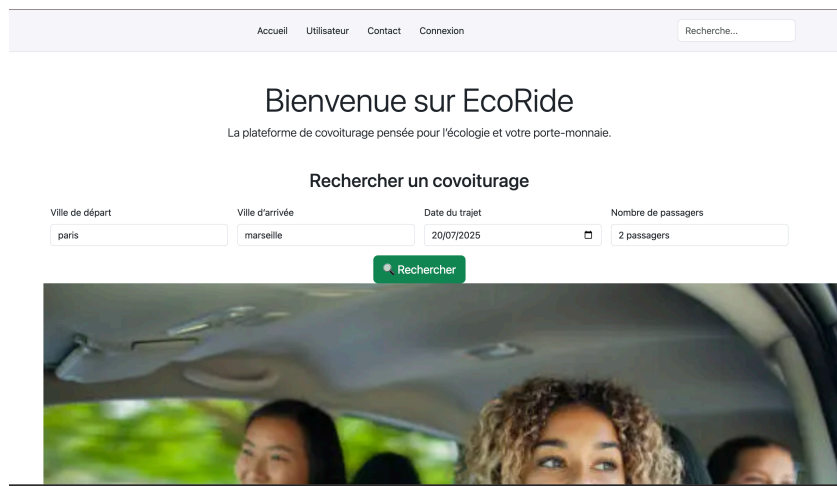 Accueil Utilisateur Contact Connexion Recherche...
Bienvenue sur EcoRide
La plateforme de covoiturage pensée pour l'écologie et votre porte-monnaie.
Rechercher un covoiturage
Ville de départ Ville d'arrivée Date du trajet Nombre de passagers
paris marseille 20/07/2025 2 passagers
🔍 Rechercher